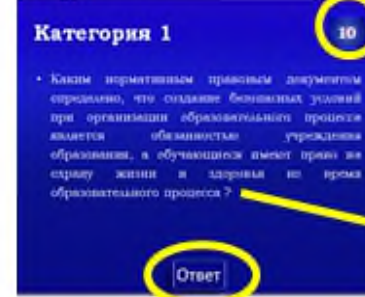 Категория 1
10
• Каким нормативным правовым документом
определено, что создание безопасных условий
при организации образовательного процесса
является обязанностью учреждения
образования, а обучающиеся имеют право на
охрану жизни и здоровья во время
образовательного процесса ?
Ответ